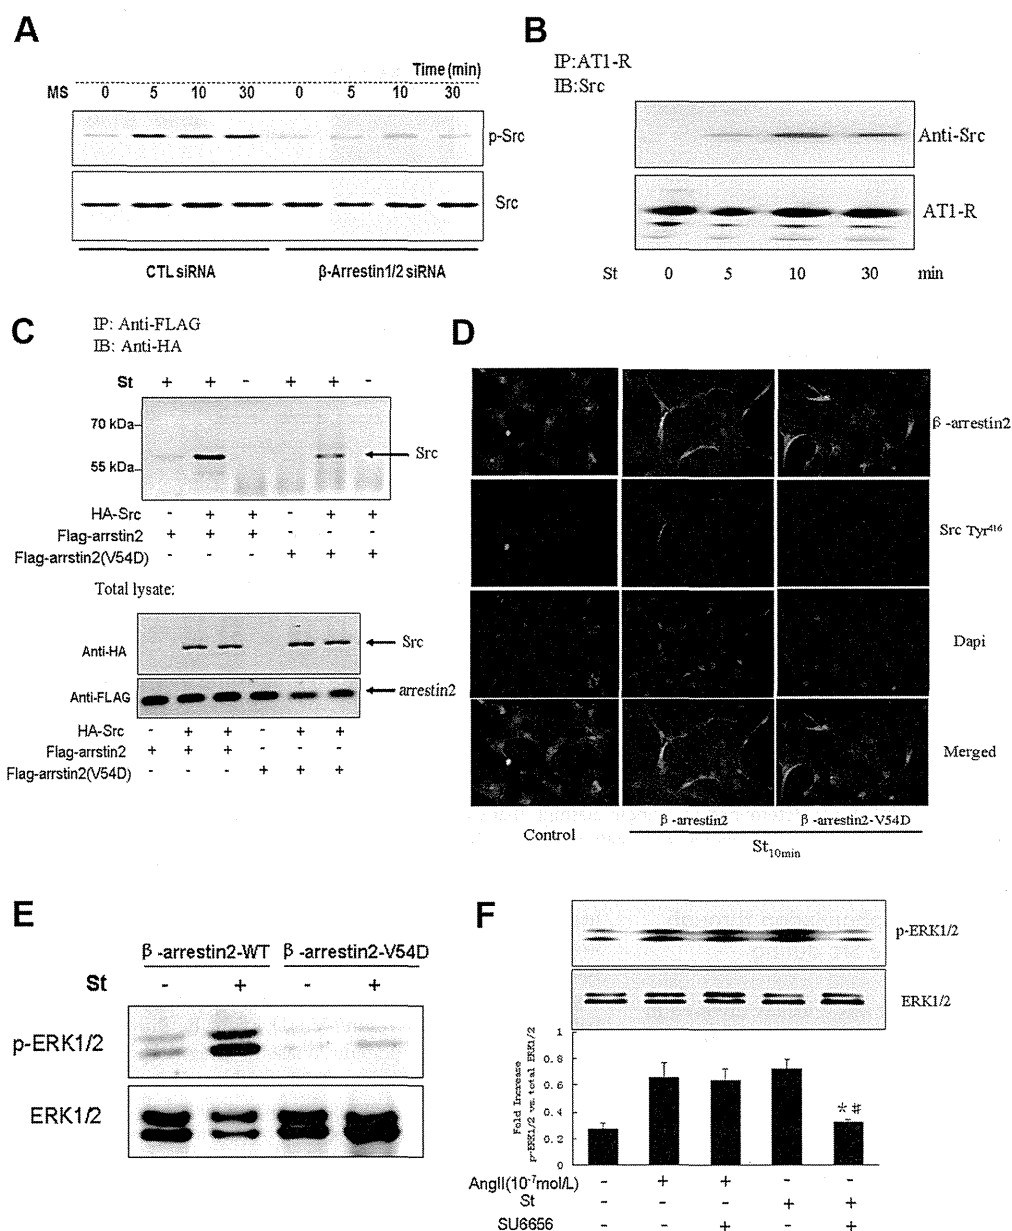 A
Time (min)
MS 0 5 10 30 0 5 10 30
p-Src
Src
CTL siRNA β-Arrestin1/2 siRNA
B
IP:AT1-R
IB:Src
Anti-Src
AT1-R
St 0 5 10 30 min
C
IP: Anti-FLAG
IB: Anti-HA
St + + - + + -
70 kDa
55 kDa
Src
HA-Src - + + - + +
Flag-arrstin2 + + + - - -
Flag-arrstin2(V54D) - - - + + +
Total lysate:
Anti-HA
Src
Anti-FLAG
arrestin2
HA-Src - + + - + +
Flag-arrstin2 + + + - - -
Flag-arrstin2(V54D) - - - + + +
D
β-arrestin2
Src Tyr416
Dapi
Merged
Control
β-arrestin2 β-arrestin2-V54D
St10min
E
β-arrestin2-WT β-arrestin2-V54D
St - + - +
p-ERK1/2
ERK1/2
F
p-ERK1/2
ERK1/2
Fold Increase
p-ERK1/2 vs. total ERK1/2
1
0.8
0.6
0.4
0.2
0
*#
AngII(10-7mol/L) - + + - -
St - - - + +
SU6656 - - + - +